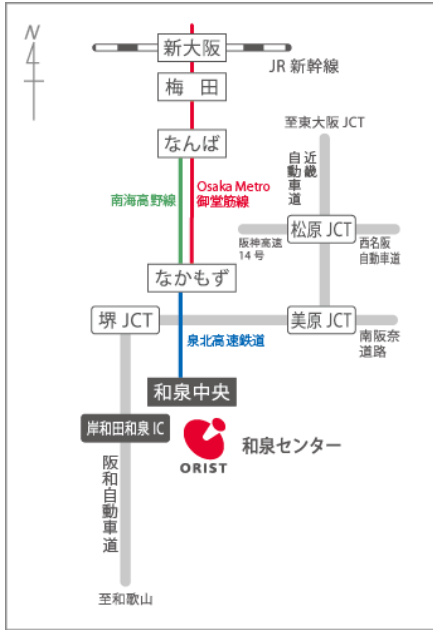 N
新大阪
JR 新幹線
梅 田
至東大阪 JCT
なんば
近畿
自動車道
南海高野線
Osaka Metro
御堂筋線
松原 JCT
阪神高速
14 号
西名阪
自動車道
なかもず
堺 JCT
美原 JCT
泉北高速鉄道
南阪奈
道路
和泉中央
岸和田和泉 IC
和泉センター
ORIST
阪和自動車道
至和歌山